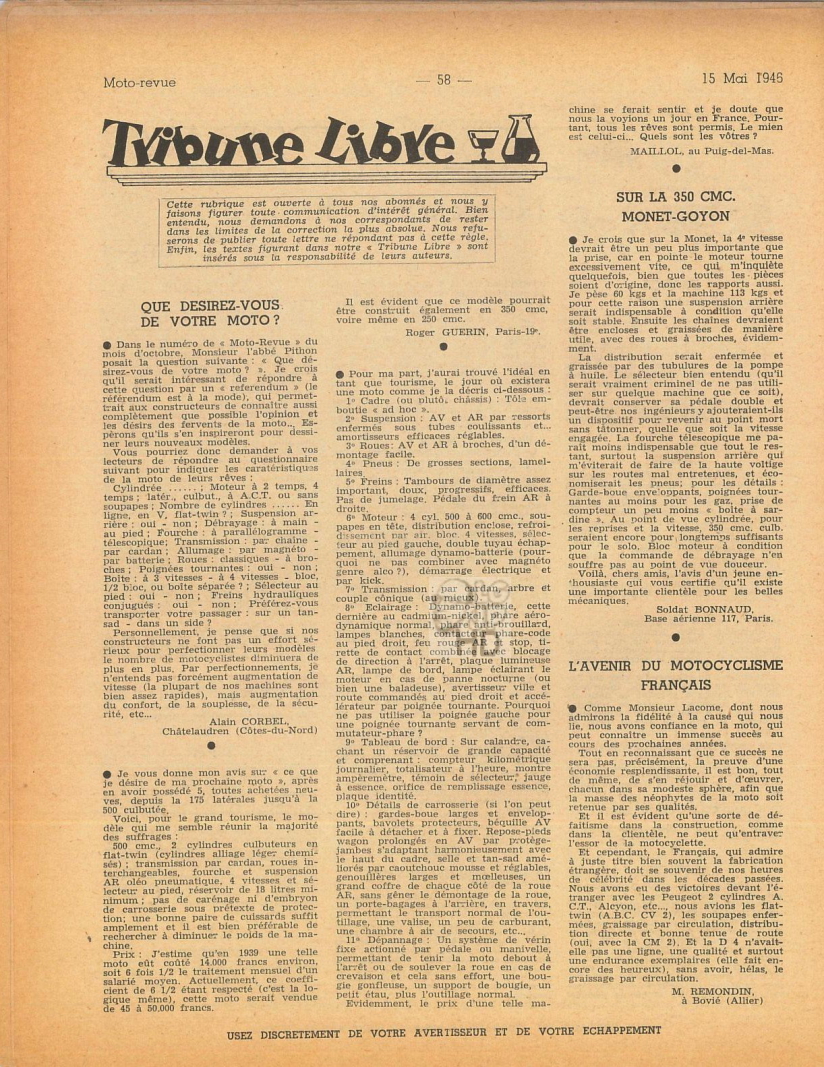 Moto-revue
— 58 —
15 Mai 1946
Tribune Libre
Cette rubrique est ouverte à tous nos abonnés et nous y
faisons figurer toute communication d'intérêt général. Bien
entendu, nous demandons à nos correspondants de rester
dans les limites de la correction la plus absolue. Nous refu-
serons de publier toute lettre ne répondant pas à cette règle.
Enfin, les textes figurant dans notre « Tribune Libre » sont
insérés sous la responsabilité de leurs auteurs.
QUE DESIREZ-VOUS
DE VOTRE MOTO ?
● Dans le numéro de « Moto-Revue » du
mois d'octobre, Monsieur l'abbé Pithon
posait la question suivante : « Que dé-
sirez-vous de votre moto ? ». Je crois
qu'il serait intéressant de répondre à
cette question par un « referendum » (le
référendum est à la mode), qui permet-
trait aux constructeurs de connaître aussi
complètement que possible l'opinion et
les désirs des fervents de la moto... Es-
pérons qu'ils s'en inspireront pour dessi-
ner leurs nouveaux modèles.
Vous pourriez donc demander à vos
lecteurs de répondre au questionnaire
suivant pour indiquer les caratéristiques
de la moto de leurs rêves :
Cylindrée ...... ; Moteur à 2 temps, 4
temps ; latér., culbut., à A.C.T. ou sans
soupapes ; Nombre de cylindres ...... En
ligne, en V, flat-twin ? ; Suspension ar-
rière : oui - non ; Débrayage : à main -
au pied ; Fourche : à parallélogramme -
télescopique; Transmission : par chaîne -
par cardan ; Allumage : par magnéto -
par batterie ; Roues : classiques - à bro-
ches ; Poignées tournantes : oui - non ;
Boîte : à 3 vitesses - à 4 vitesses - bloc,
1/2 bloc, ou boîte séparée ? ; Sélecteur au
pied : oui - non ; Freins hydrauliques
conjugués : oui - non ; Préférez-vous
transporter votre passager : sur un tan-
sad - dans un side ?
Personnellement, je pense que si nos
constructeurs ne font pas un effort sé-
rieux pour perfectionner leurs modèles
le nombre de motocyclistes diminuera de
plus en plus. Par perfectionnements, je
n'entends pas forcément augmentation de
vitesse (la plupart de nos machines sont
bien assez rapides), mais augmentation
du confort, de la souplesse, de la sécu-
rité, etc...
Alain CORBEL,
Châtelaudren (Côtes-du-Nord)
●
● Je vous donne mon avis sur « ce que
je désire de ma prochaine moto », après
en avoir possédé 5, toutes achetées neu-
ves, depuis la 175 latérales jusqu'à la
500 culbutée.
Voici, pour le grand tourisme, le mo-
dèle qui me semble réunir la majorité
des suffrages :
500 cmc., 2 cylindres culbuteurs en
flat-twin (cylindres alliage léger chemi-
sés) ; transmission par cardan, roues in-
terchangeables, fourche et suspension
AR oléo pneumatique, 4 vitesses et sé-
lecteur au pied, réservoir de 18 litres mi-
nimum ; pas de carénage ni d'embryon
de carrosserie sous prétexte de protec-
tion; une bonne paire de cuissards suffit
amplement et il est bien préférable de
rechercher à diminuer le poids de la ma-
chine.
Prix : J'estime qu'en 1939 une telle
moto eût coûté 14.000 francs environ,
soit 6 fois 1/2 le traitement mensuel d'un
salarié moyen. Actuellement, ce coeffi-
cient de 6 1/2 étant respecté (c'est la lo-
gique même), cette moto serait vendue
de 45 à 50.000 francs.
Il est évident que ce modèle pourrait
être construit également en 350 cmc,
voire même en 250 cmc.
Roger GUERIN, Paris-19e.
●
● Pour ma part, j'aurai trouvé l'idéal en
tant que tourisme, le jour où existera
une moto comme je la décris ci-dessous :
1° Cadre (ou plutô. châssis) : Tôle em-
boutie « ad hoc ».
2° Suspension : AV et AR par ressorts
enfermés sous tubes coulissants et...
amortisseurs efficaces réglables.
3° Roues: AV et AR à broches, d'un dé-
montage facile.
4° Pneus : De grosses sections, lamel-
laires.
5° Freins : Tambours de diamètre assez
important, doux, progressifs, efficaces.
Pas de jumelage. Pédale du frein AR à
droite.
6° Moteur : 4 cyl. 500 à 600 cmc., sou-
papes en tête, distribution enclose, refroi-
dissement par air, bloc. 4 vitesses, sélec-
teur au pied gauche, double tuyau échap-
pement, allumage dynamo-batterie (pour-
quoi ne pas combiner avec magnéto
genre alco ?), démarrage électrique et
par kick.
7° Transmission par cardan, arbre et
couple cônique (au mieux).
8° Eclairage : Dynamo-batterie, cette
dernière au cadmium-nickel, phare aéro-
dynamique normal, phare anti-brouillard,
lampes blanches, contacteur phare-code
au pied droit, feu rouge AR et stop, ti-
rette de contact combinée avec blocage
de direction à l'arrêt, plaque lumineuse
AR, lampe de bord, lampe éclairant le
moteur en cas de panne nocturne (ou
bien une baladeuse), avertisseur ville et
route commandés au pied droit et accé-
lérateur par poignée tournante. Pourquoi
ne pas utiliser la poignée gauche pour
une poignée tournante servant de com-
mutateur-phare ?
9° Tableau de bord : Sur calandre, ca-
chant un réservoir de grande capacité
et comprenant : compteur kilométrique
journalier, totalisateur à l'heure, montre
ampèremètre, témoin de sélecteur, jauge
à essence, orifice de remplissage essence,
plaque identité.
10° Détails de carrosserie (si l'on peut
dire) : gardes-boue larges et envelop-
pants, bavolets protecteurs, béquille AV
facile à détacher et à fixer. Repose-pieds
wagon prolongés en AV par protège-
jambes s'adaptant harmonieusement avec
le haut du cadre, selle et tan-sad amé-
liorés par caoutchouc mousse et réglables,
genouillères larges et mœlleuses, un
grand coffre de chaque côté de la roue
AR, sans gêner le démontage de la roue,
un porte-bagages à l'arrière, en travers,
permettant le transport normal de l'ou-
tillage, une valise, un peu de carburant,
une chambre à air de secours, etc...
11° Dépannage : Un système de vérin
fixe actionné par pédale ou manivelle,
permettant de tenir la moto debout à
l'arrêt ou de soulever la roue en cas de
crevaison et cela sans effort, une bou-
gie gonfleuse, un support de bougie, un
petit étau, plus l'outillage normal.
Evidemment, le prix d'une telle ma-
chine se ferait sentir et je doute que
nous la voyions un jour en France. Pour-
tant, tous les rêves sont permis. Le mien
est celui-ci... Quels sont les vôtres ?
MAILLOL, au Puig-del-Mas.
●
SUR LA 350 CMC.
MONET-GOYON
● Je crois que sur la Monet, la 4e vitesse
devrait être un peu plus importante que
la prise, car en pointe le moteur tourne
excessivement vite, ce qui m'inquiète
quelquefois, bien que toutes les pièces
soient d'origine, donc les rapports aussi.
Je pèse 60 kgs et la machine 113 kgs et
pour cette raison une suspension arrière
serait indispensable à condition qu'elle
soit stable. Ensuite les chaînes devraient
être encloses et graissées de manière
utile, avec des roues à broches, évidem-
ment.
La distribution serait enfermée et
graissée par des tubulures de la pompe
à huile. Le sélecteur bien entendu (qu'il
serait vraiment criminel de ne pas utili-
ser sur quelque machine que ce soit),
devrait conserver sa pédale double et
peut-être nos ingénieurs y ajouteraient-ils
un dispositif pour revenir au point mort
sans tâtonner, quelle que soit la vitesse
engagée. La fourche télescopique me pa-
raît moins indispensable que tout le res-
tant, surtout la suspension arrière qui
m'éviterait de faire de la haute voltige
sur les routes mal entretenues, et éco-
nomiserait les pneus; pour les détails :
Garde-boue enveloppants, poignées tour-
nantes au moins pour les gaz, prise de
compteur un peu moins « boîte à sar-
dine ». Au point de vue cylindrée, pour
les reprises et la vitesse, 350 cmc. culb.
seraient encore pour longtemps suffisants
pour le solo. Bloc moteur à condition
que la commande de débrayage n'en
souffre pas au point de vue douceur.
Voilà, chers amis, l'avis d'un jeune en-
thousiaste qui vous certifie qu'il existe
une importante clientèle pour les belles
mécaniques.
Soldat BONNAUD,
Base aérienne 117, Paris.
●
L'AVENIR DU MOTOCYCLISME
FRANÇAIS
● Comme Monsieur Lacome, dont nous
admirons la fidélité à la cause qui nous
lie, nous avons confiance en la moto, qui
peut connaître un immense succès au
cours des prochaines années.
Tout en reconnaissant que ce succès ne
sera pas, précisément, la preuve d'une
économie resplendissante, il est bon, tout
de même, de s'en réjouir et d'œuvrer,
chacun dans sa modeste sphère, afin que
la masse des néophytes de la moto soit
retenue par ses qualités.
Et il est évident qu'une sorte de dé-
faitisme dans la construction, comme
dans la clientèle, ne peut qu'entraver
l'essor de la motocyclette.
Et cependant, le Français, qui admire
à juste titre bien souvent la fabrication
étrangère, doit se souvenir de nos heures
de célébrité dans les décades passées.
Nous avons eu des victoires devant l'é-
tranger avec les Peugeot 2 cylindres A.
C.T., Alcyon, etc..., nous avions les flat-
twin (A.B.C. CV 2), les soupapes enfer-
mées, graissage par circulation, distribu-
tion directe et bonne tenue de route
(oui, avec la CM 2). Et la D 4 n'avait-
elle pas une ligne, une qualité et surtout
une endurance exemplaires (elle fait en-
core des heureux), sans avoir, hélas, le
graissage par circulation.
M. REMONDIN,
à Bovié (Allier)
USEZ DISCRETEMENT DE VOTRE AVERTISSEUR ET DE VOTRE ECHAPPEMENT